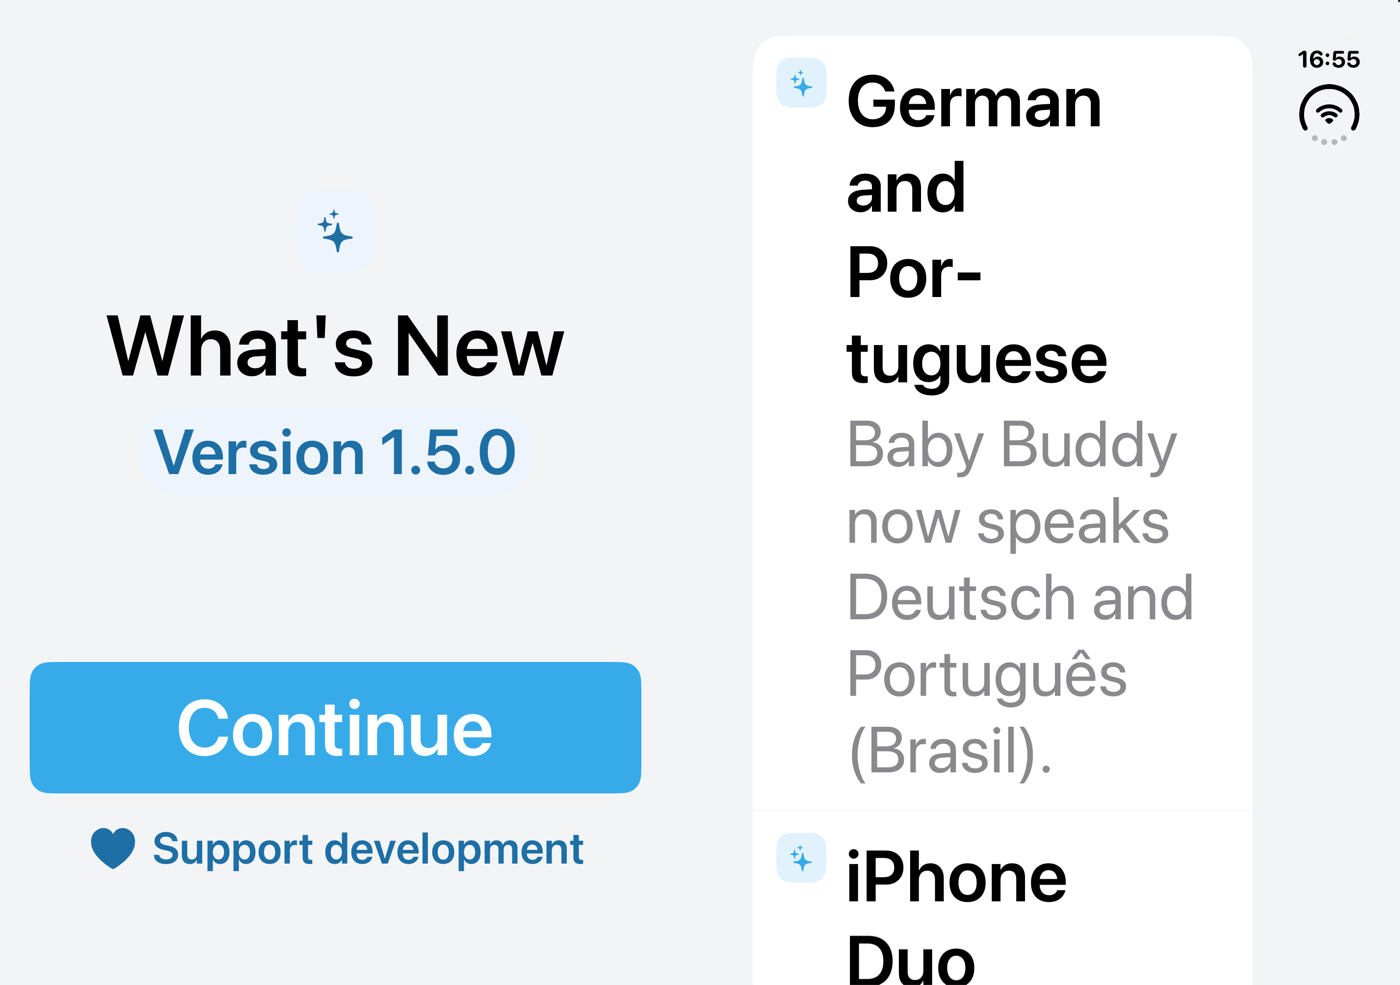 What's New
Version 1.5.0
Continue
Support development
German
and
Por-
tuguese
Baby Buddy
now speaks
Deutsch and
Português
(Brasil).
iPhone
Duo
16:55